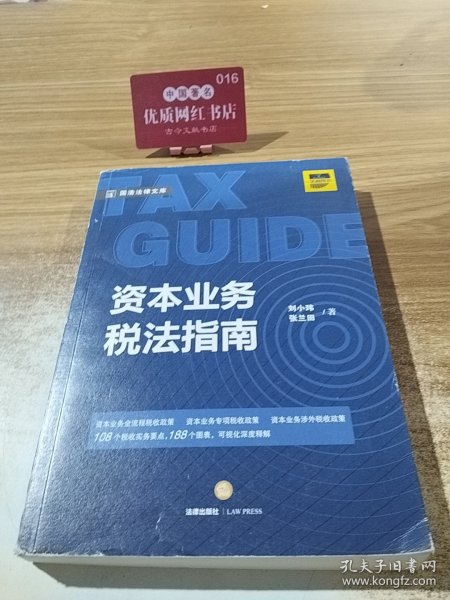 016
中国著名
优质网红书店
古今文献书店
国浩法律文库
TAX
GUIDE
资本业务
税法指南
刘小玮
张兰田
/著
资本业务全流程税收政策 资本业务专项税收政策 资本业务涉外税收政策
108个税收实务要点，188个图表，可视化深度释解
法律出版社 LAW PRESS
孔夫子旧书网
www.kongfz.com